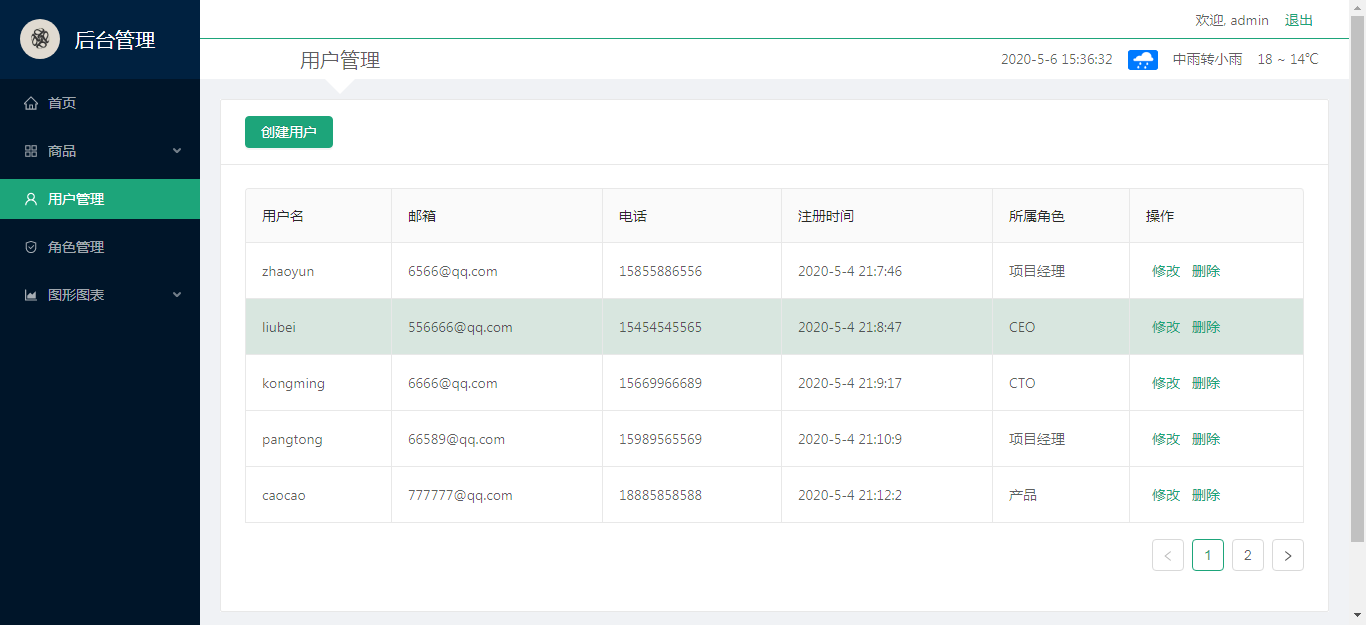 后台管理
欢迎, admin 退出
用户管理
2020-5-6 15:36:32 中雨转小雨 18 ~ 14℃
首页
商品
用户管理
角色管理
图形图表
创建用户
用户名 邮箱 电话 注册时间 所属角色 操作
zhaoyun 6566@qq.com 15855886556 2020-5-4 21:7:46 项目经理 修改 删除
liubei 556666@qq.com 15454545565 2020-5-4 21:8:47 CEO 修改 删除
kongming 6666@qq.com 15669966689 2020-5-4 21:9:17 CTO 修改 删除
pangtong 66589@qq.com 15989565569 2020-5-4 21:10:9 项目经理 修改 删除
caocao 777777@qq.com 18885858588 2020-5-4 21:12:2 产品 修改 删除
< 1 2 >